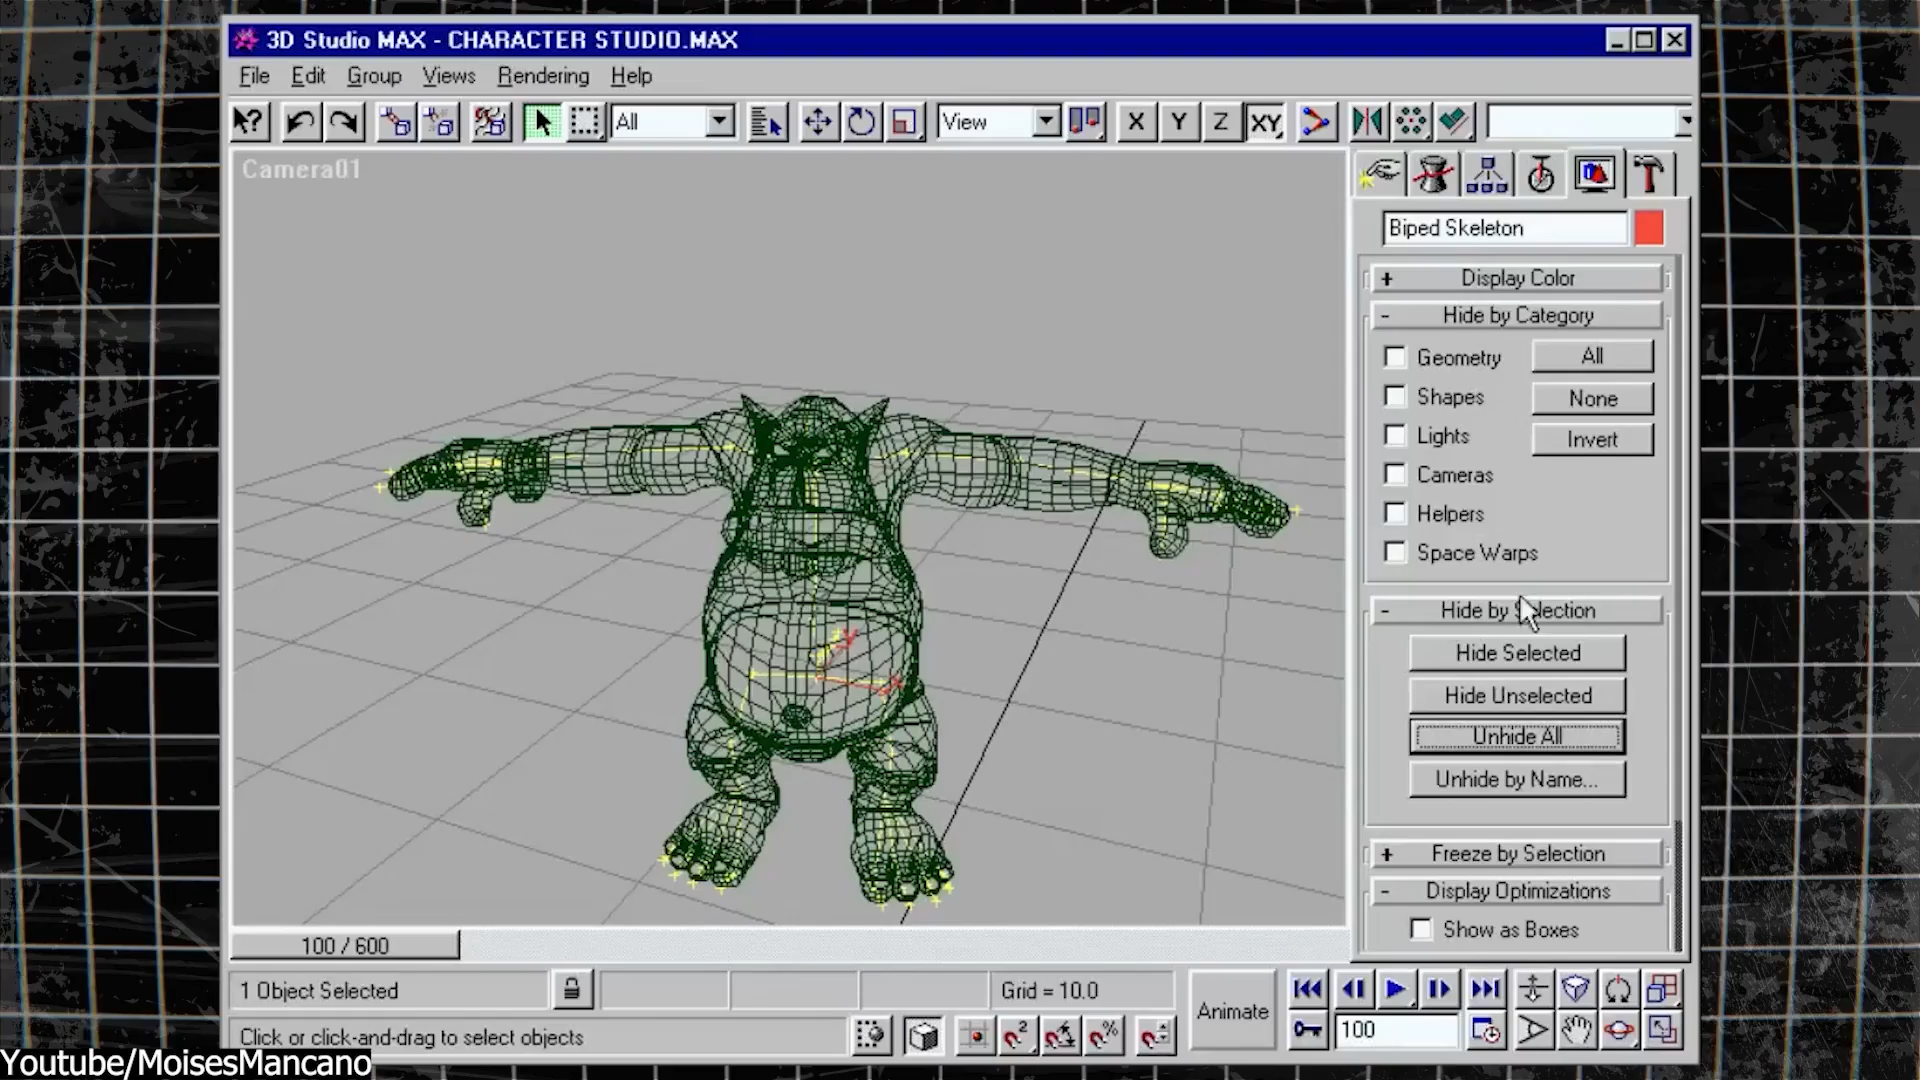 3D Studio MAX - CHARACTER STUDIO.MAX
File Edit Group Views Rendering Help
All View X Y Z XY
Camera01
Biped Skeleton
+ Display Color
- Hide by Category
Geometry All
Shapes None
Lights Invert
Cameras
Helpers
Space Warps
- Hide by Selection
Hide Selected
Hide Unselected
Unhide All
Unhide by Name...
+ Freeze by Selection
- Display Optimizations
Show as Boxes
100 / 600
1 Object Selected Grid = 10.0
Animate
Click or click-and-drag to select objects
100
Youtube/MoisesMancano